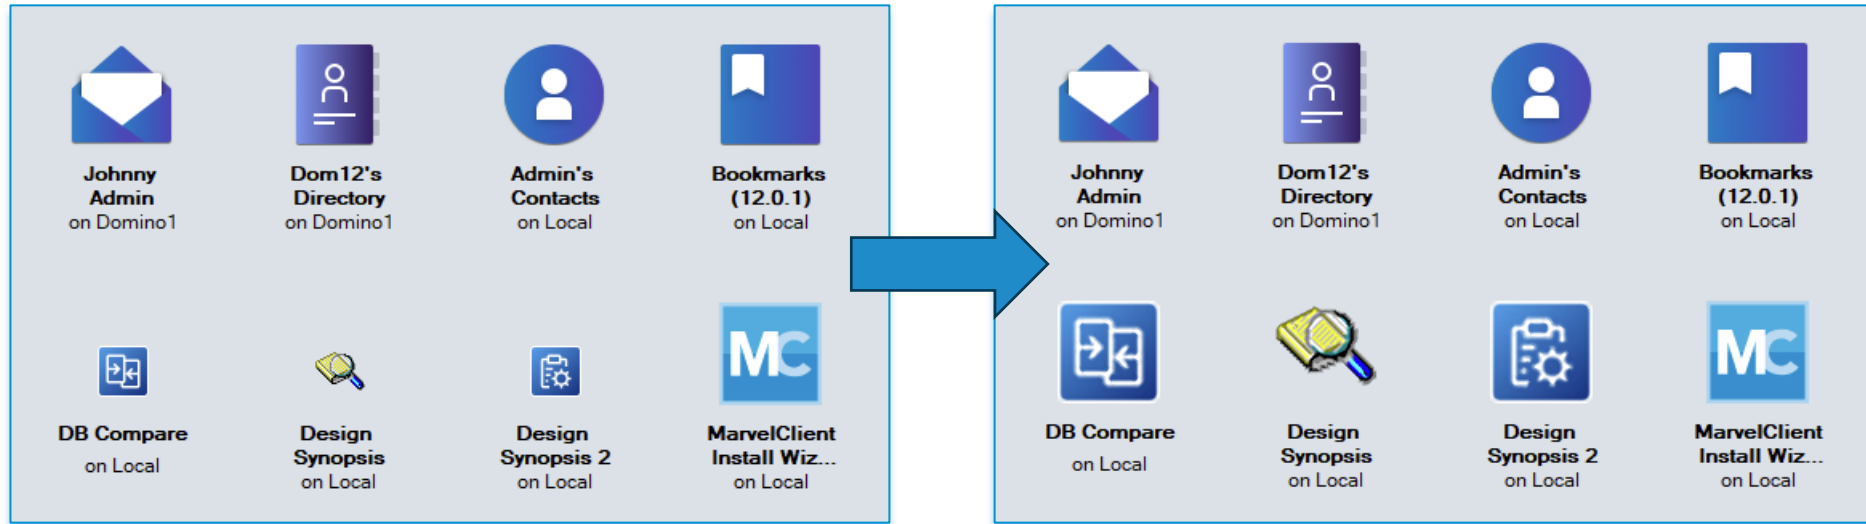 Johnny
Admin
on Domino1
Dom12's
Directory
on Domino1
Admin's
Contacts
on Local
Bookmarks
(12.0.1)
on Local
DB Compare
on Local
Design
Synopsis
on Local
Design
Synopsis 2
on Local
MC
MarvelClient
Install Wiz...
on Local
Johnny
Admin
on Domino1
Dom12's
Directory
on Domino1
Admin's
Contacts
on Local
Bookmarks
(12.0.1)
on Local
DB Compare
on Local
Design
Synopsis
on Local
Design
Synopsis 2
on Local
MC
MarvelClient
Install Wiz...
on Local